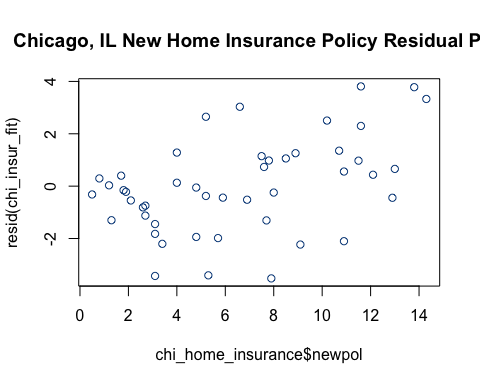 Chicago, IL New Home Insurance Policy Residual P
resid(chi_insur_fit)
4
2
0
-2
0 2 4 6 8 10 12 14
chi_home_insurance$newpol